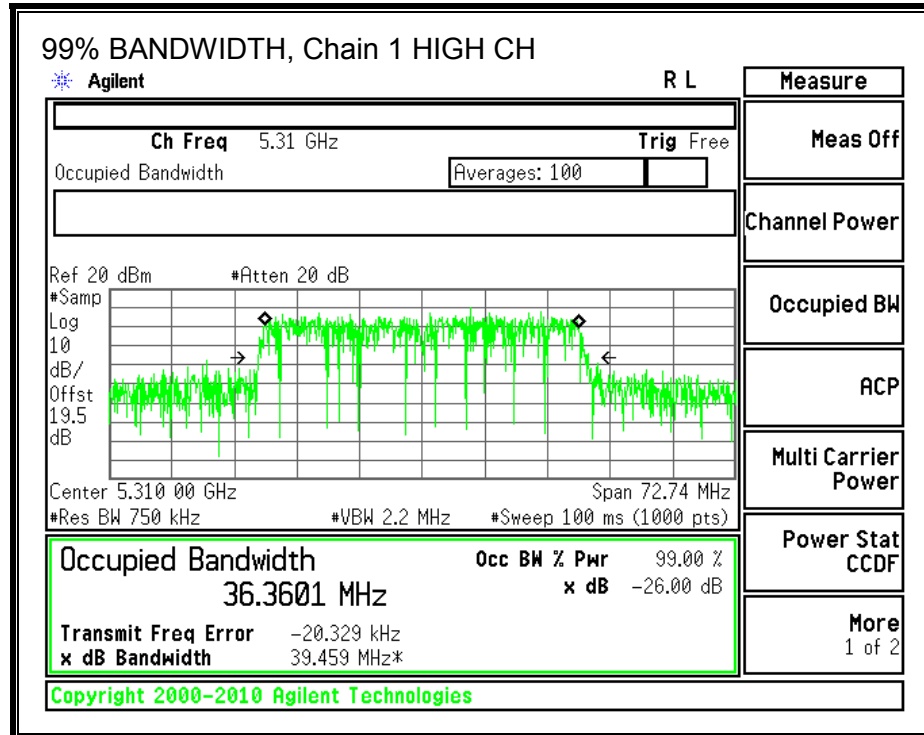 99% BANDWIDTH, Chain 1 HIGH CH
Agilent
R L
Measure
Ch Freq 5.31 GHz
Trig Free
Meas Off
Occupied Bandwidth
Averages: 100
Channel Power
Ref 20 dBm
#Atten 20 dB
#Samp
Log
10
dB/
Offst
19.5
dB
Occupied BW
ACP
Multi Carrier
Power
Center 5.310 00 GHz
Span 72.74 MHz
#Res BW 750 kHz
#VBW 2.2 MHz
#Sweep 100 ms (1000 pts)
Power Stat
CCDF
Occupied Bandwidth
36.3601 MHz
Occ BW % Pwr 99.00 %
x dB -26.00 dB
Transmit Freq Error -20.329 kHz
x dB Bandwidth 39.459 MHz*
More
1 of 2
Copyright 2000-2010 Agilent Technologies